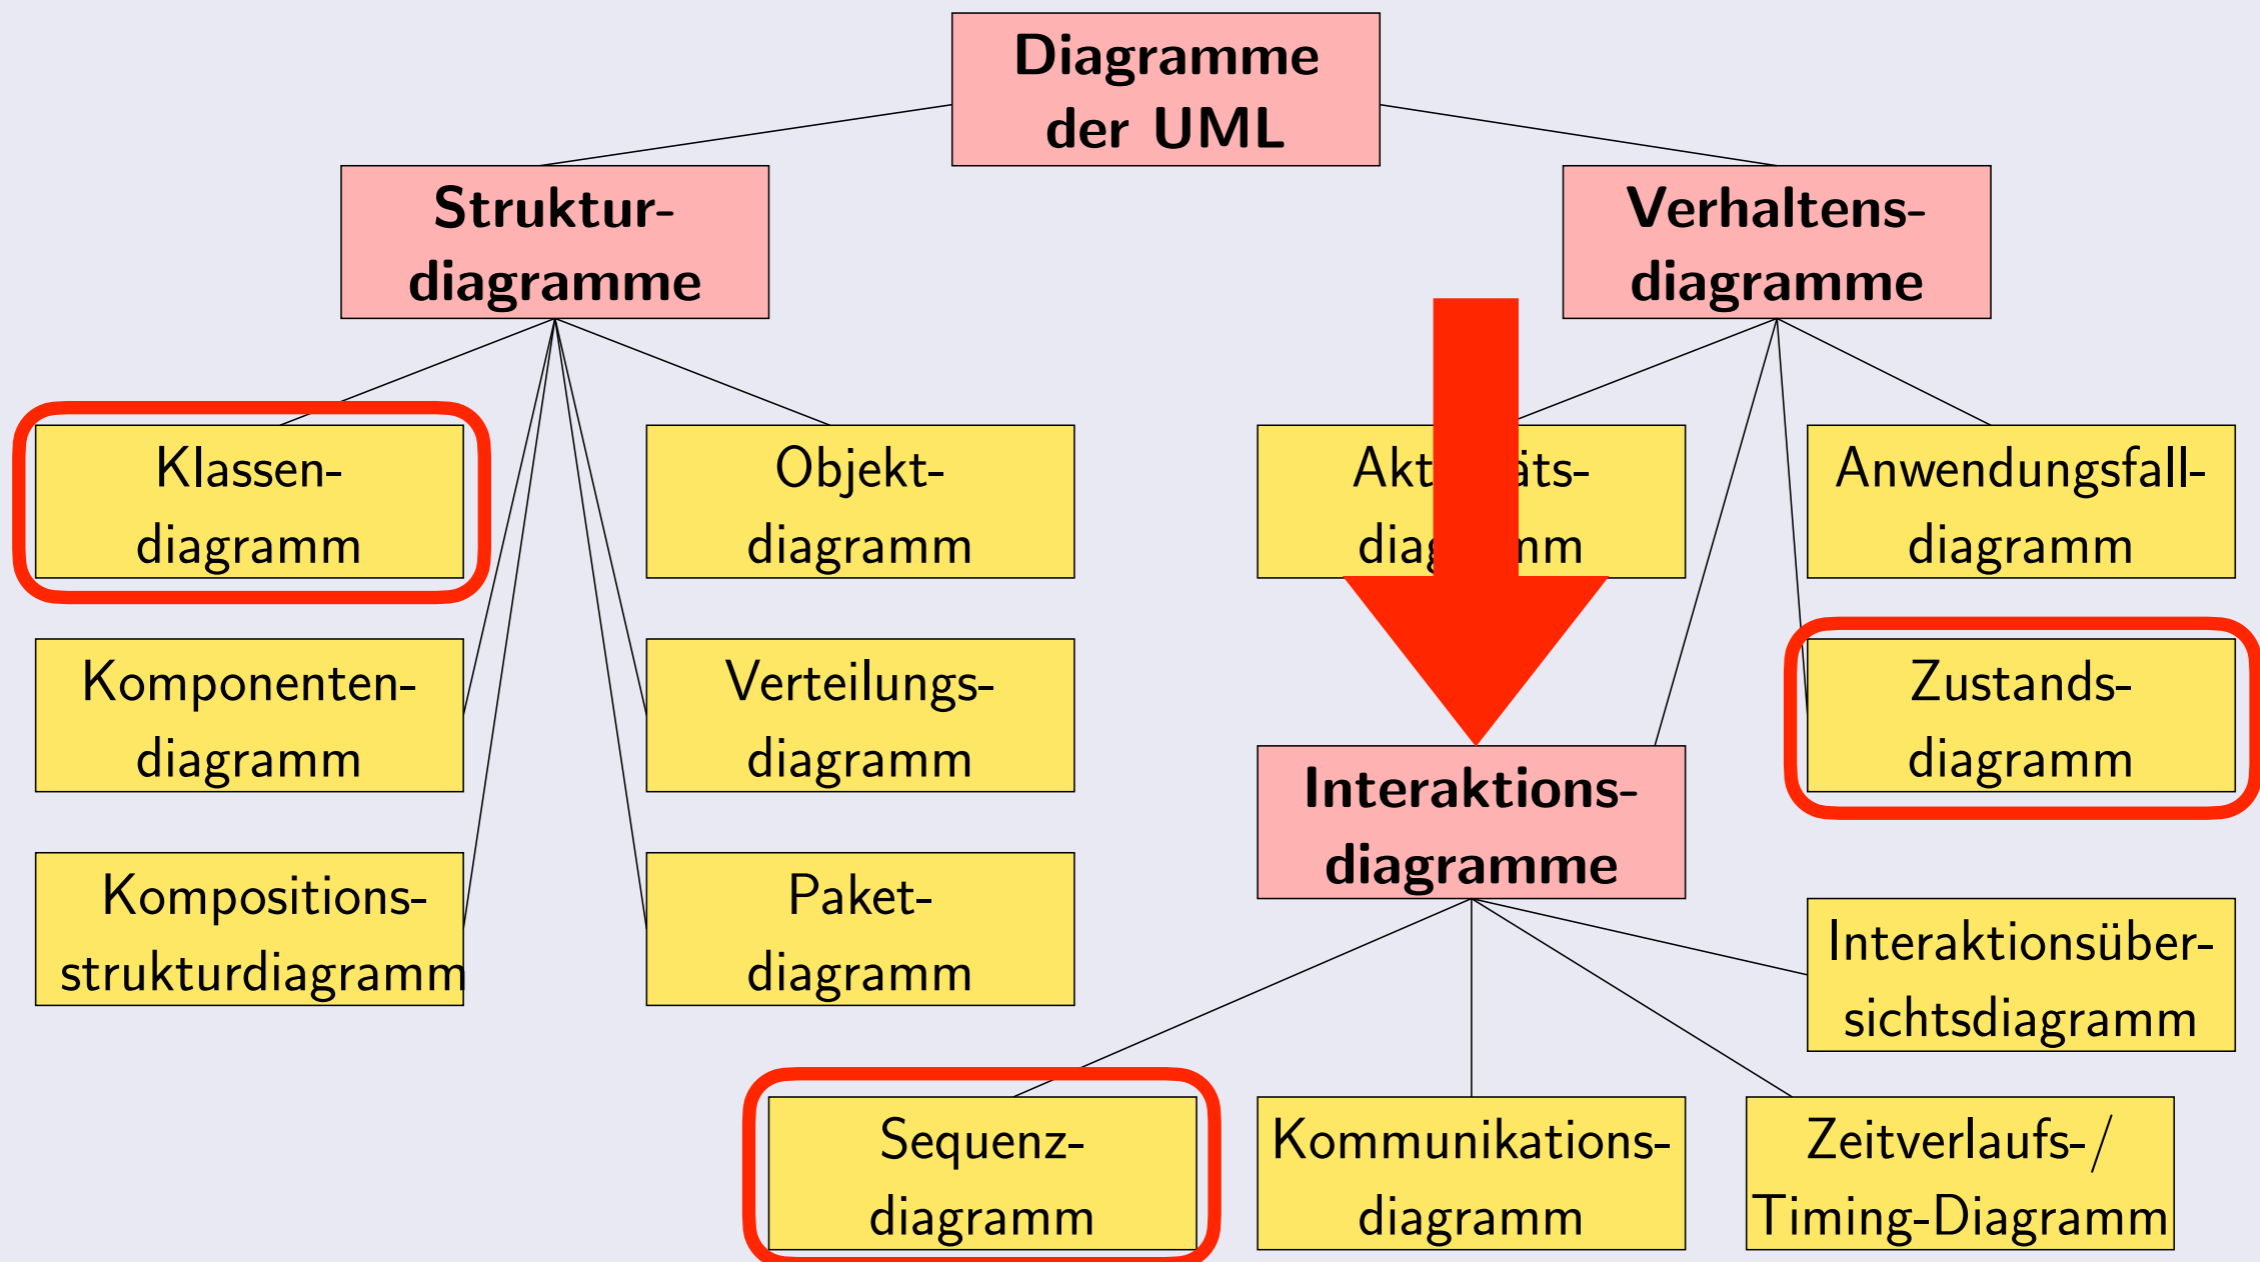 Diagramme
der UML
Struktur-
diagramme
Verhaltens-
diagramme
Klassen-
diagramm
Objekt-
diagramm
diagramm
Anwendungsfall-
diagramm
Komponenten-
diagramm
Verteilungs-
diagramm
Zustands-
diagramm
Interaktions-
diagramme
Kompositions-
strukturdiagramm
Paket-
diagramm
Interaktionsüber-
sichtsdiagramm
Sequenz-
diagramm
Kommunikations-
diagramm
Zeitverlaufs-/
Timing-Diagramm